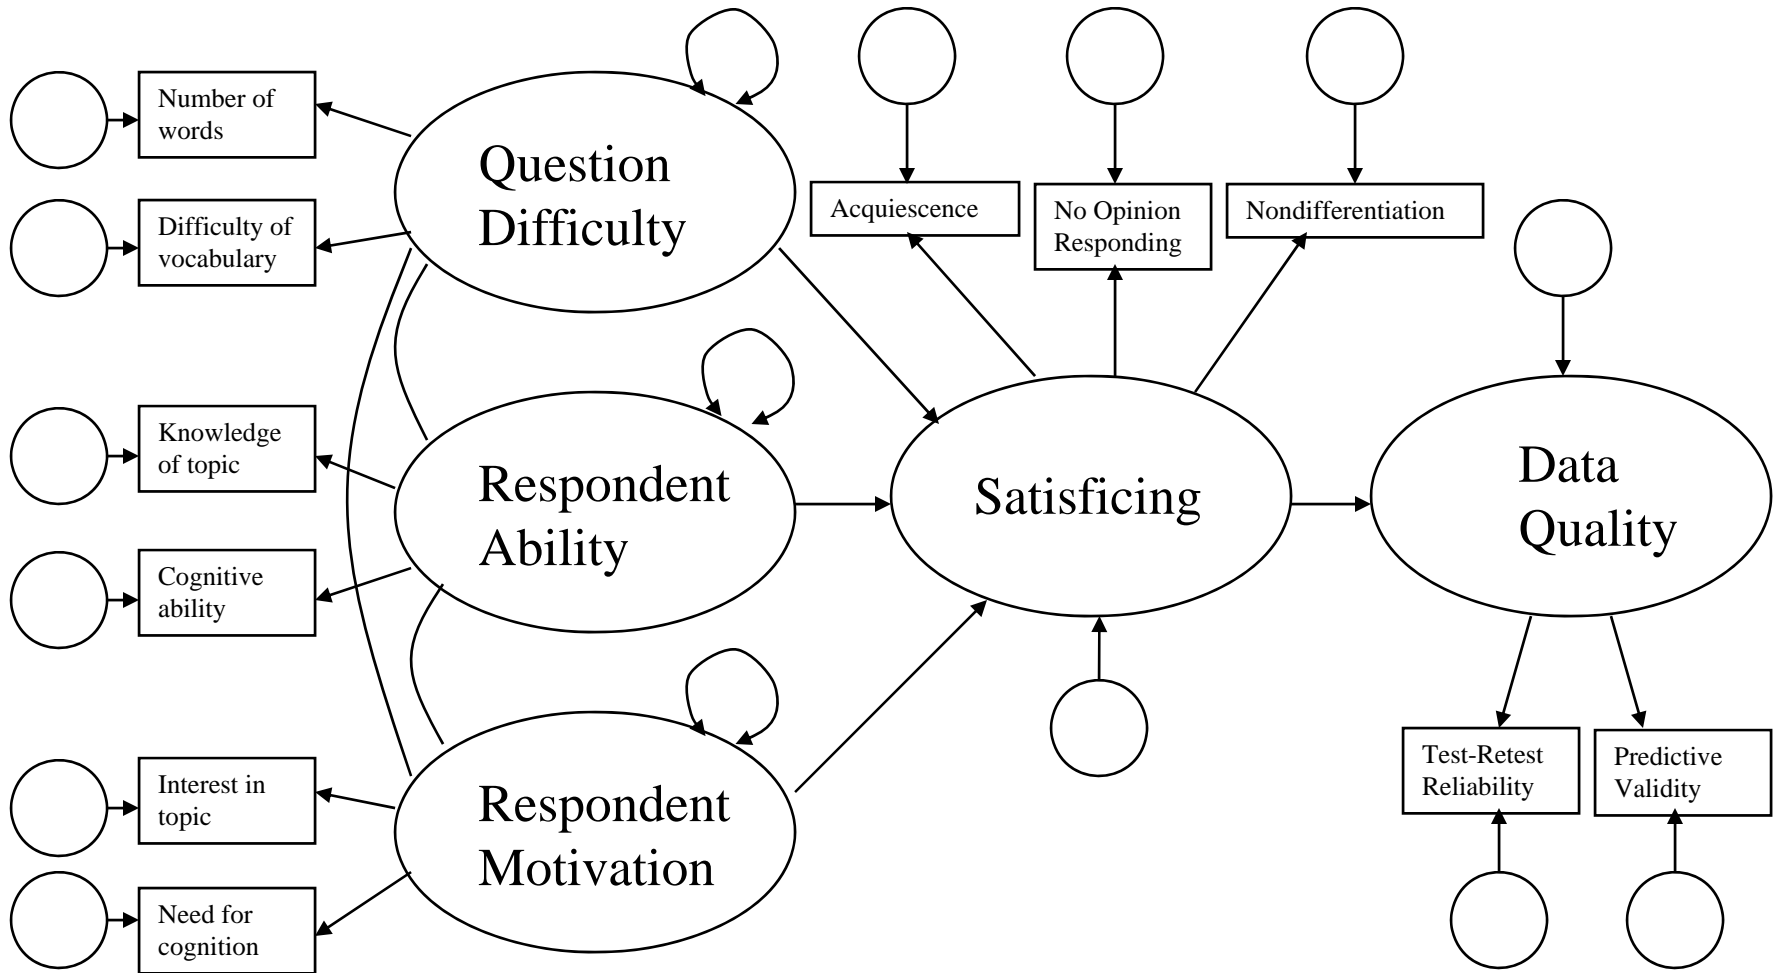 Number of
words
Difficulty of
vocabulary
Question
Difficulty
Acquiescence
No Opinion
Responding
Nondifferentiation
Knowledge
of topic
Cognitive
ability
Respondent
Ability
Satisficing
Data
Quality
Interest in
topic
Need for
cognition
Respondent
Motivation
Test-Retest
Reliability
Predictive
Validity